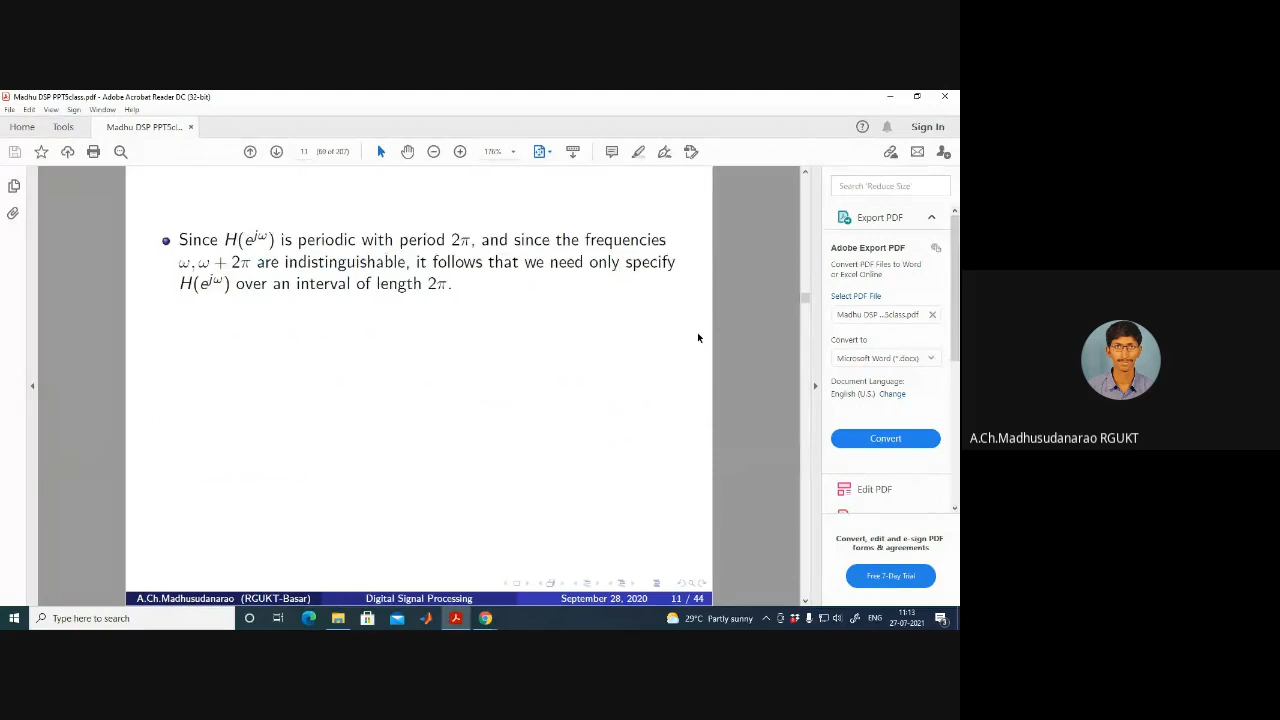 Madhu DSP PPT5class.pdf - Adobe Acrobat Reader DC (32-bit)
File Edit View Sign Window Help
Home Tools Madhu DSP PPT5cl... × Sign In
11 (60 of 207) 176%
Search 'Reduce Size'
Export PDF
Adobe Export PDF
Convert PDF Files to Word
or Excel Online
Select PDF File
Madhu DSP ...5class.pdf
Convert to
Microsoft Word (*.docx)
Document Language:
English (U.S.) Change
Convert
Edit PDF
Convert, edit and e-sign PDF
forms & agreements
Free 7-Day Trial
Since H(e^{jω}) is periodic with period 2π, and since the frequencies
ω, ω + 2π are indistinguishable, it follows that we need only specify
H(e^{jω}) over an interval of length 2π.
A.Ch.Madhusudanarao (RGUKT-Basar) Digital Signal Processing September 28, 2020 11 / 44
Type here to search 29°C Partly sunny ENG 11:13
27-07-2021
A.Ch.Madhusudanarao RGUKT